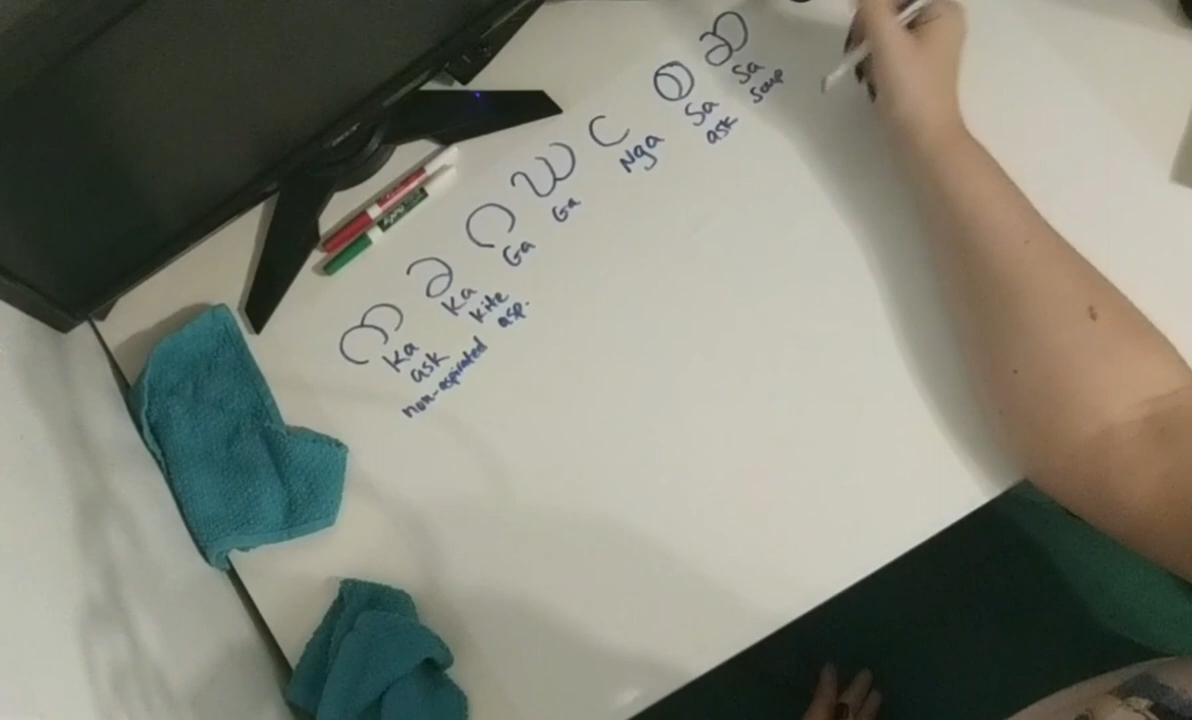 က ခ ဂ ဃ င စ ဆ
Ka
ask
non-aspirated
Ka
kite
asp.
Ga
Ga
Nga
Sa
ask
Sa
Soup